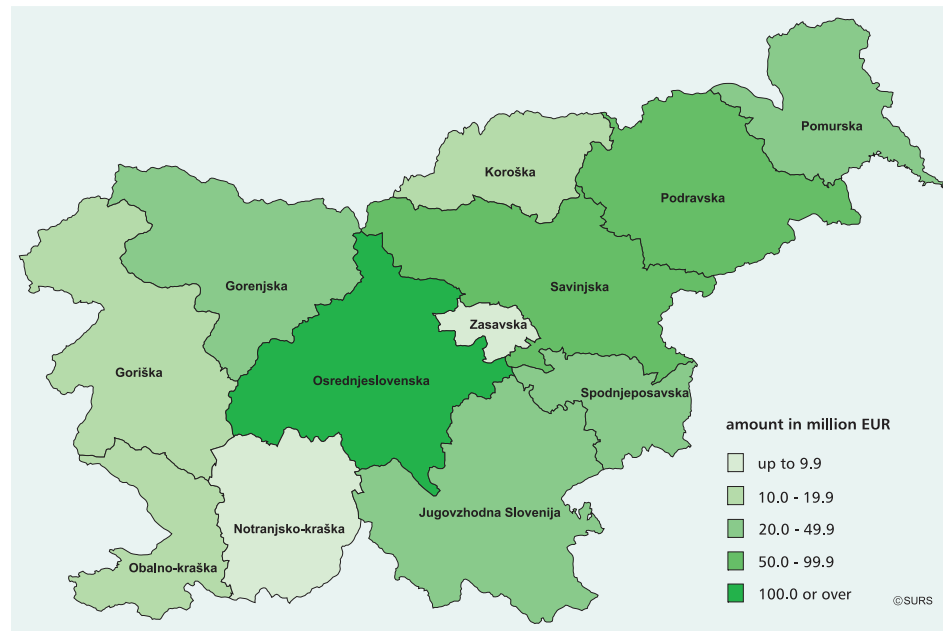 Pomurska
Koroška
Podravska
Gorenjska
Savinjska
Zasavska
Goriška
Osrednjeslovenska
Spodnjeposavska
Jugovzhodna Slovenija
Notranjsko-kraška
Obalno-kraška
amount in million EUR
up to 9.9
10.0 - 19.9
20.0 - 49.9
50.0 - 99.9
100.0 or over
©SURS